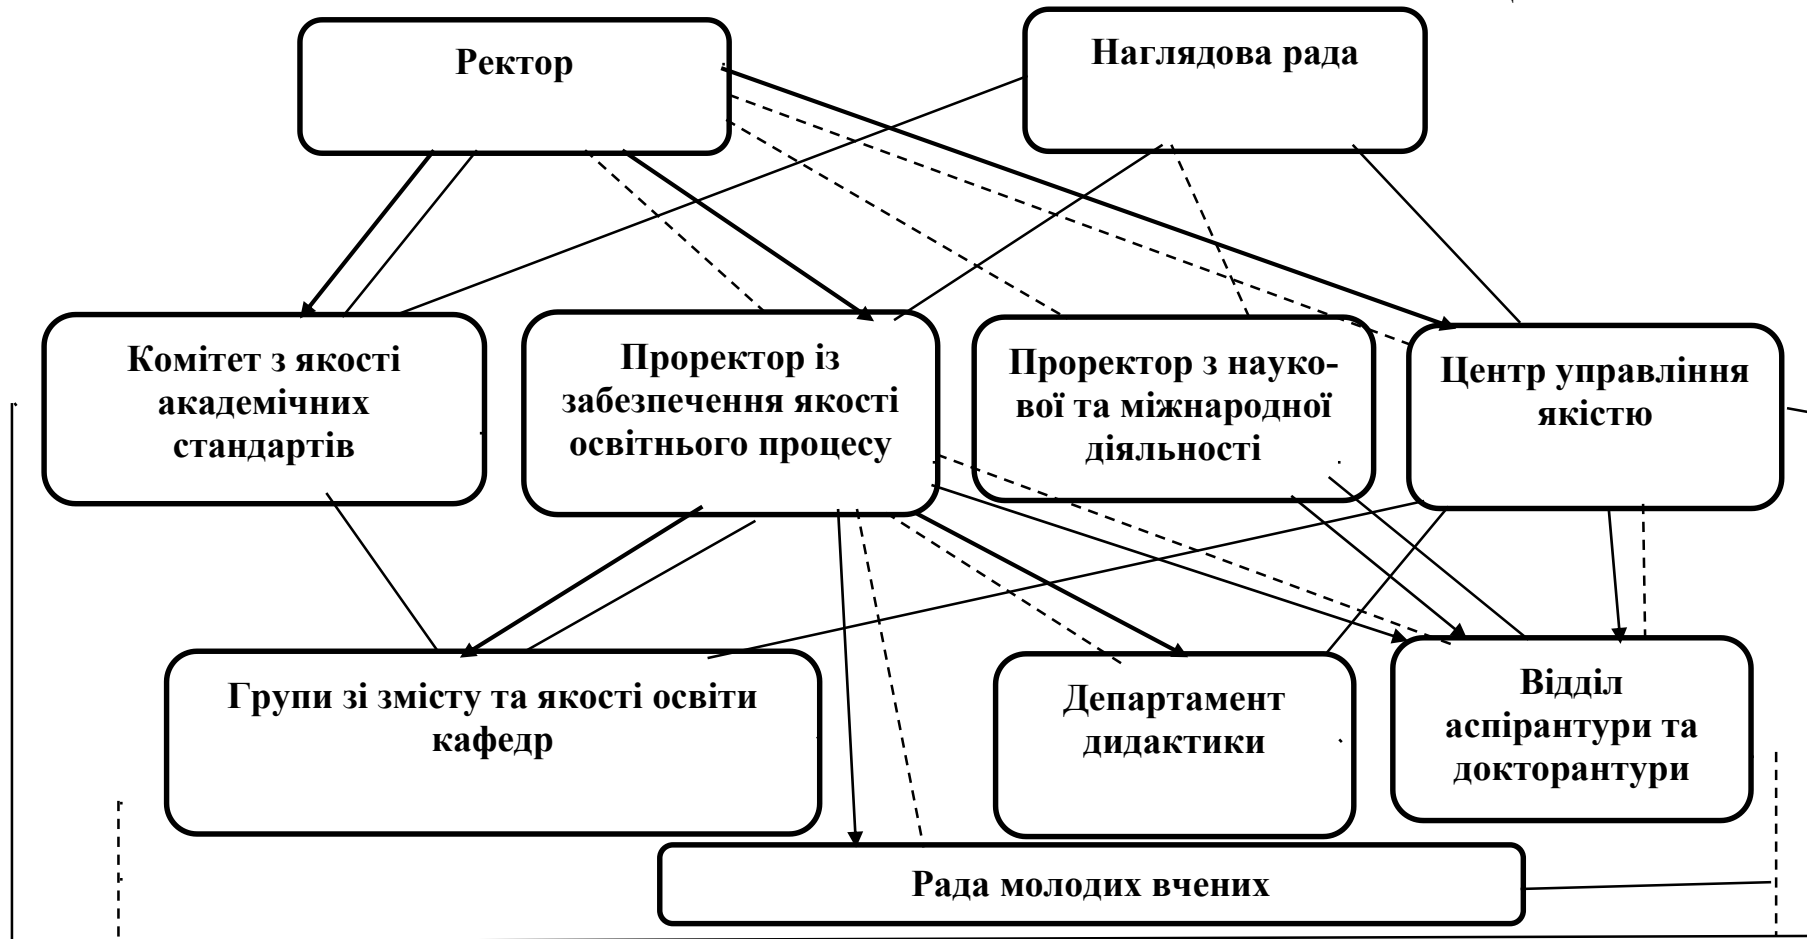 Ректор
Наглядова рада
Комітет з якості
академічних
стандартів
Проректор із
забезпечення якості
освітнього процесу
Проректор з науко-
вої та міжнародної
діяльності
Центр управління
якістю
Групи зі змісту та якості освіти
кафедр
Департамент
дидактики
Відділ
аспірантури та
докторантури
Рада молодих вчених